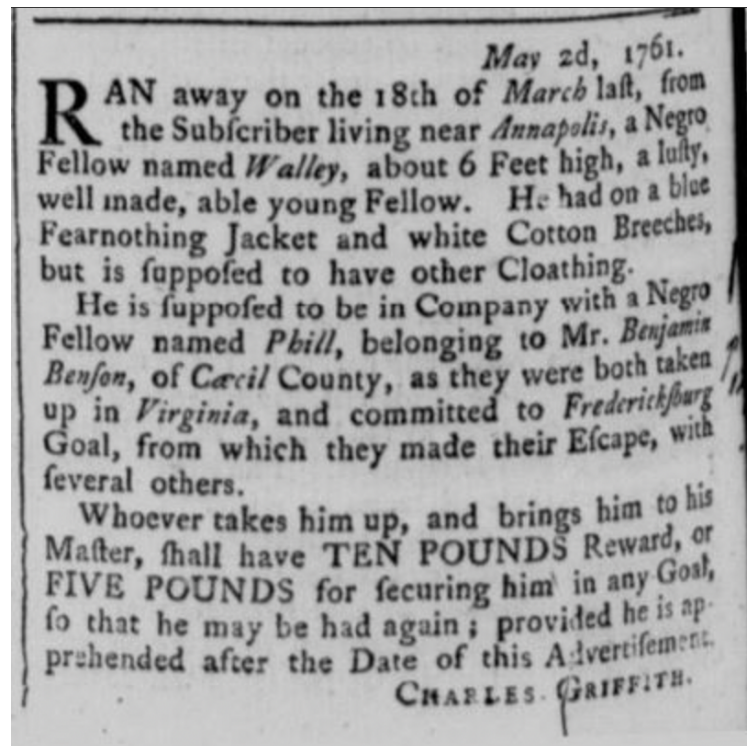 May 2d, 1761.
RAN away on the 18th of March laſt, from
the Subſcriber living near Annapolis, a Negro
Fellow named Walley, about 6 Feet high, a luſty,
well made, able young Fellow. He had on a blue
Fearnothing Jacket and white Cotton Breeches,
but is ſuppoſed to have other Cloathing.
He is ſuppoſed to be in Company with a Negro
Fellow named Phill, belonging to Mr. Benjamin
Benſon, of Cæcil County, as they were both taken
up in Virginia, and committed to Frederickſburg
Goal, from which they made their Eſcape, with
ſeveral others.
Whoever takes him up, and brings him to his
Maſter, ſhall have TEN POUNDS Reward, or
FIVE POUNDS for ſecuring him in any Goal,
ſo that he may be had again; provided he is ap-
prehended after the Date of this Advertiſement.
CHARLES GRIFFITH.